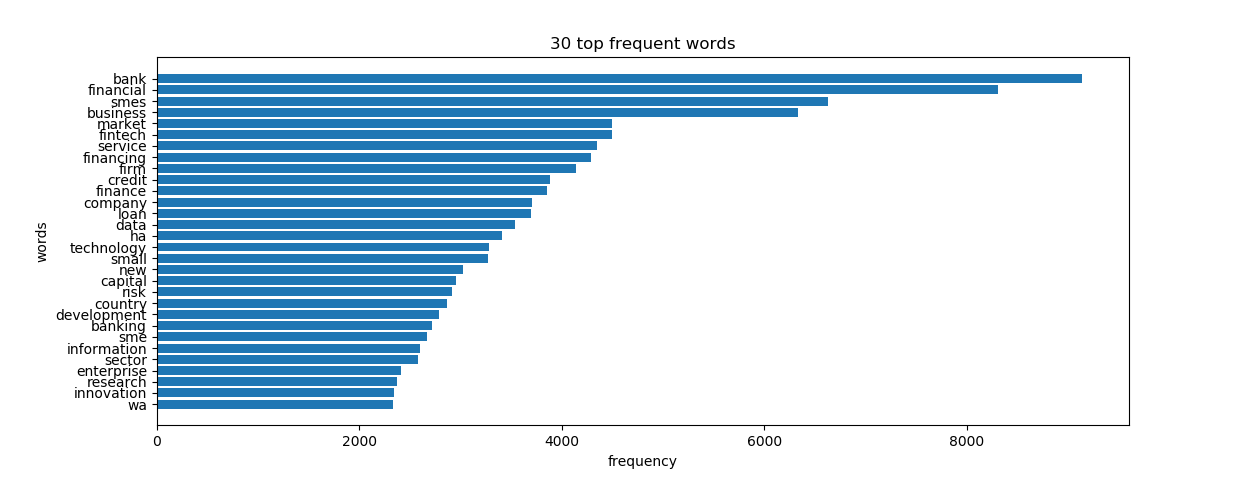 30 top frequent words
words
bank
financial
smes
business
market
fintech
service
financing
firm
credit
finance
company
loan
data
ha
technology
small
new
capital
risk
country
development
banking
sme
information
sector
enterprise
research
innovation
wa
0 2000 4000 6000 8000
frequency